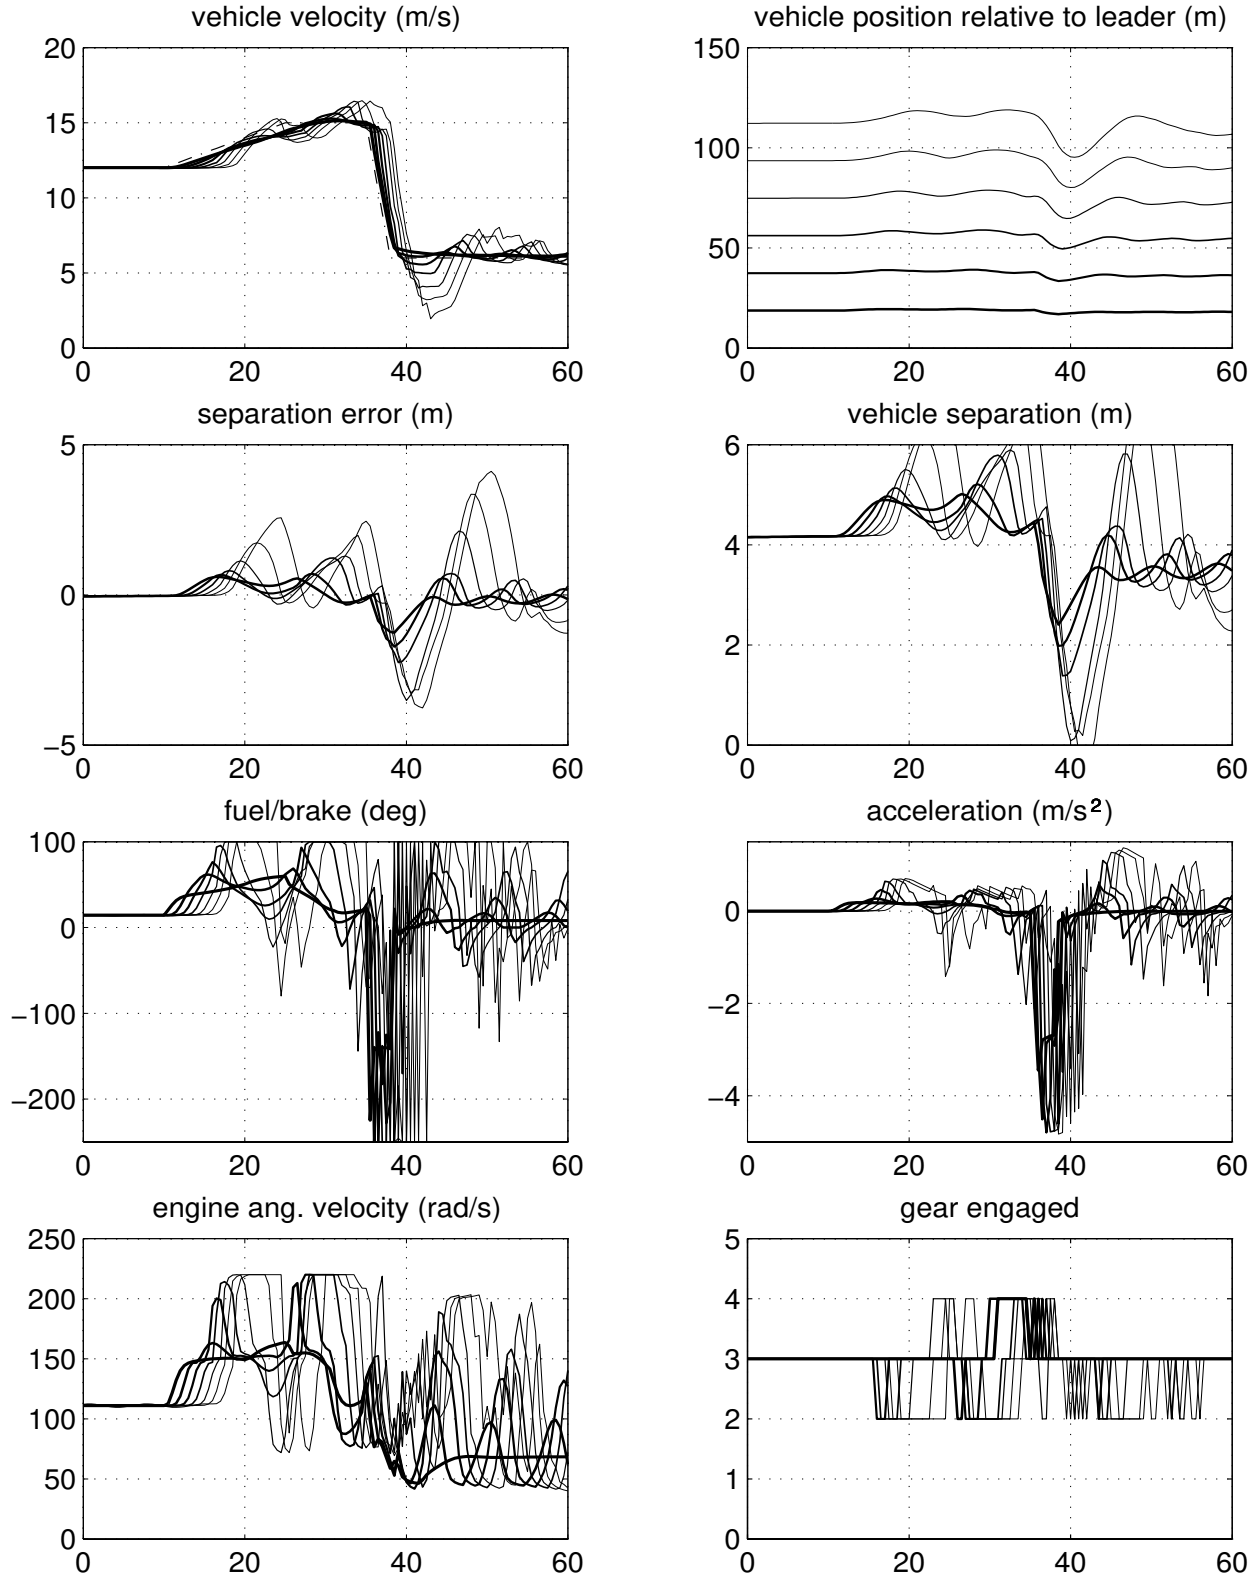 vehicle velocity (m/s)
20
15
10
5
0
0 20 40 60
vehicle position relative to leader (m)
150
100
50
0
0 20 40 60
separation error (m)
5
0
−5
0 20 40 60
vehicle separation (m)
6
4
2
0
0 20 40 60
fuel/brake (deg)
100
0
−100
−200
0 20 40 60
acceleration (m/s²)
0
−2
−4
0 20 40 60
engine ang. velocity (rad/s)
250
200
150
100
50
0
0 20 40 60
gear engaged
5
4
3
2
1
0
0 20 40 60